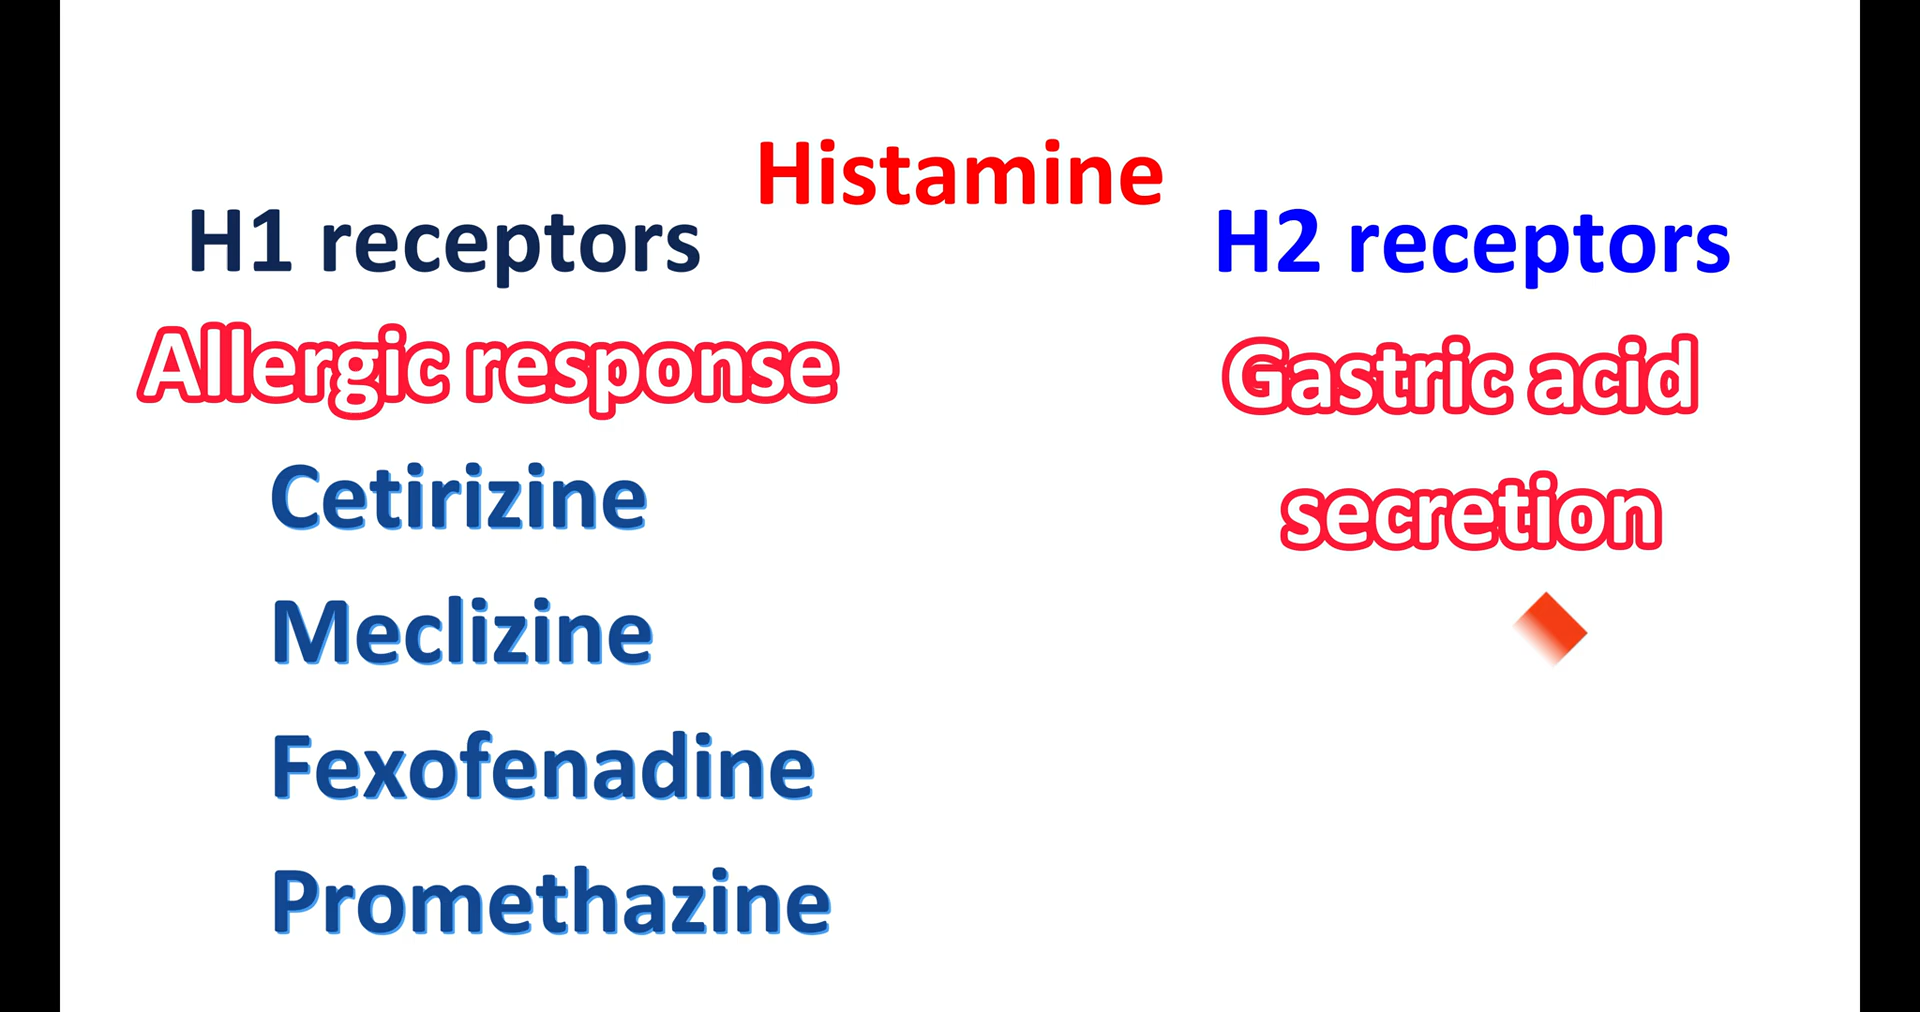 Histamine
H1 receptors
Allergic response
Cetirizine
Meclizine
Fexofenadine
Promethazine
H2 receptors
Gastric acid
secretion